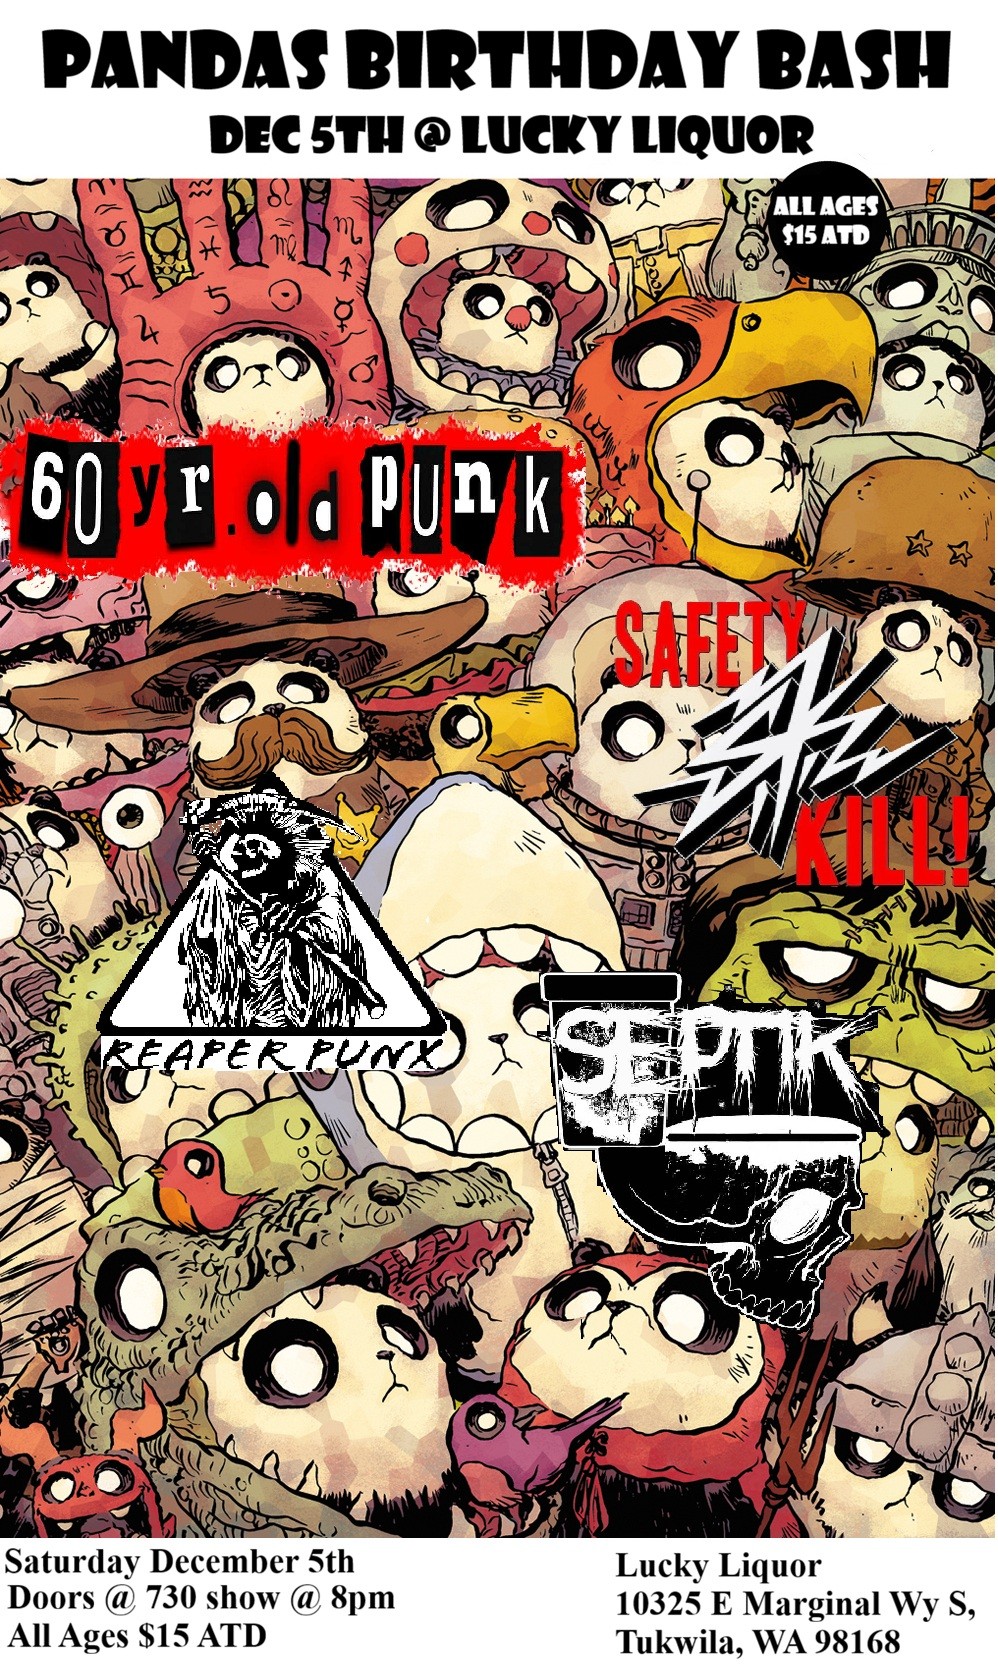 PANDAS BIRTHDAY BASH
DEC 5TH @ LUCKY LIQUOR
ALL AGES
$15 ATD
60 yr. old punk
SAFETY
SK
KILL!
REAPER PUNX
SEPTIK
Saturday December 5th
Doors @ 730 show @ 8pm
All Ages $15 ATD
Lucky Liquor
10325 E Marginal Wy S,
Tukwila, WA 98168